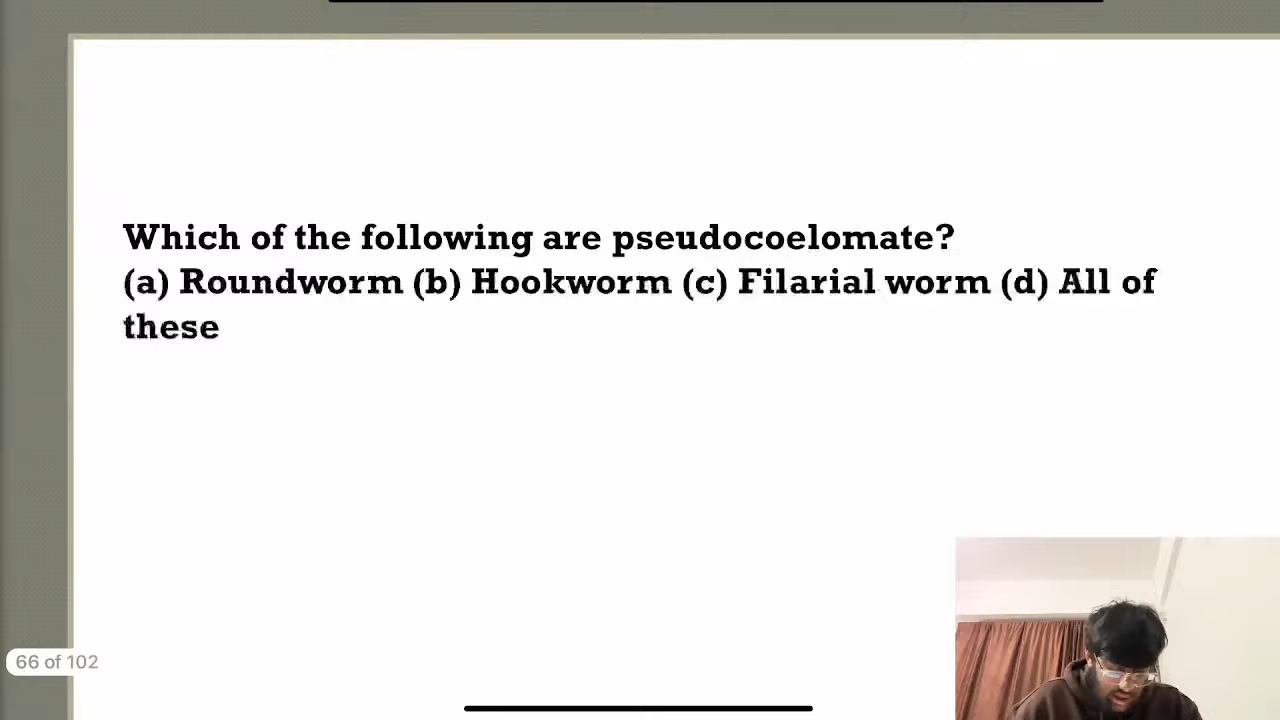 Which of the following are pseudocoelomate?
(a) Roundworm (b) Hookworm (c) Filarial worm (d) All of
these
66 of 102